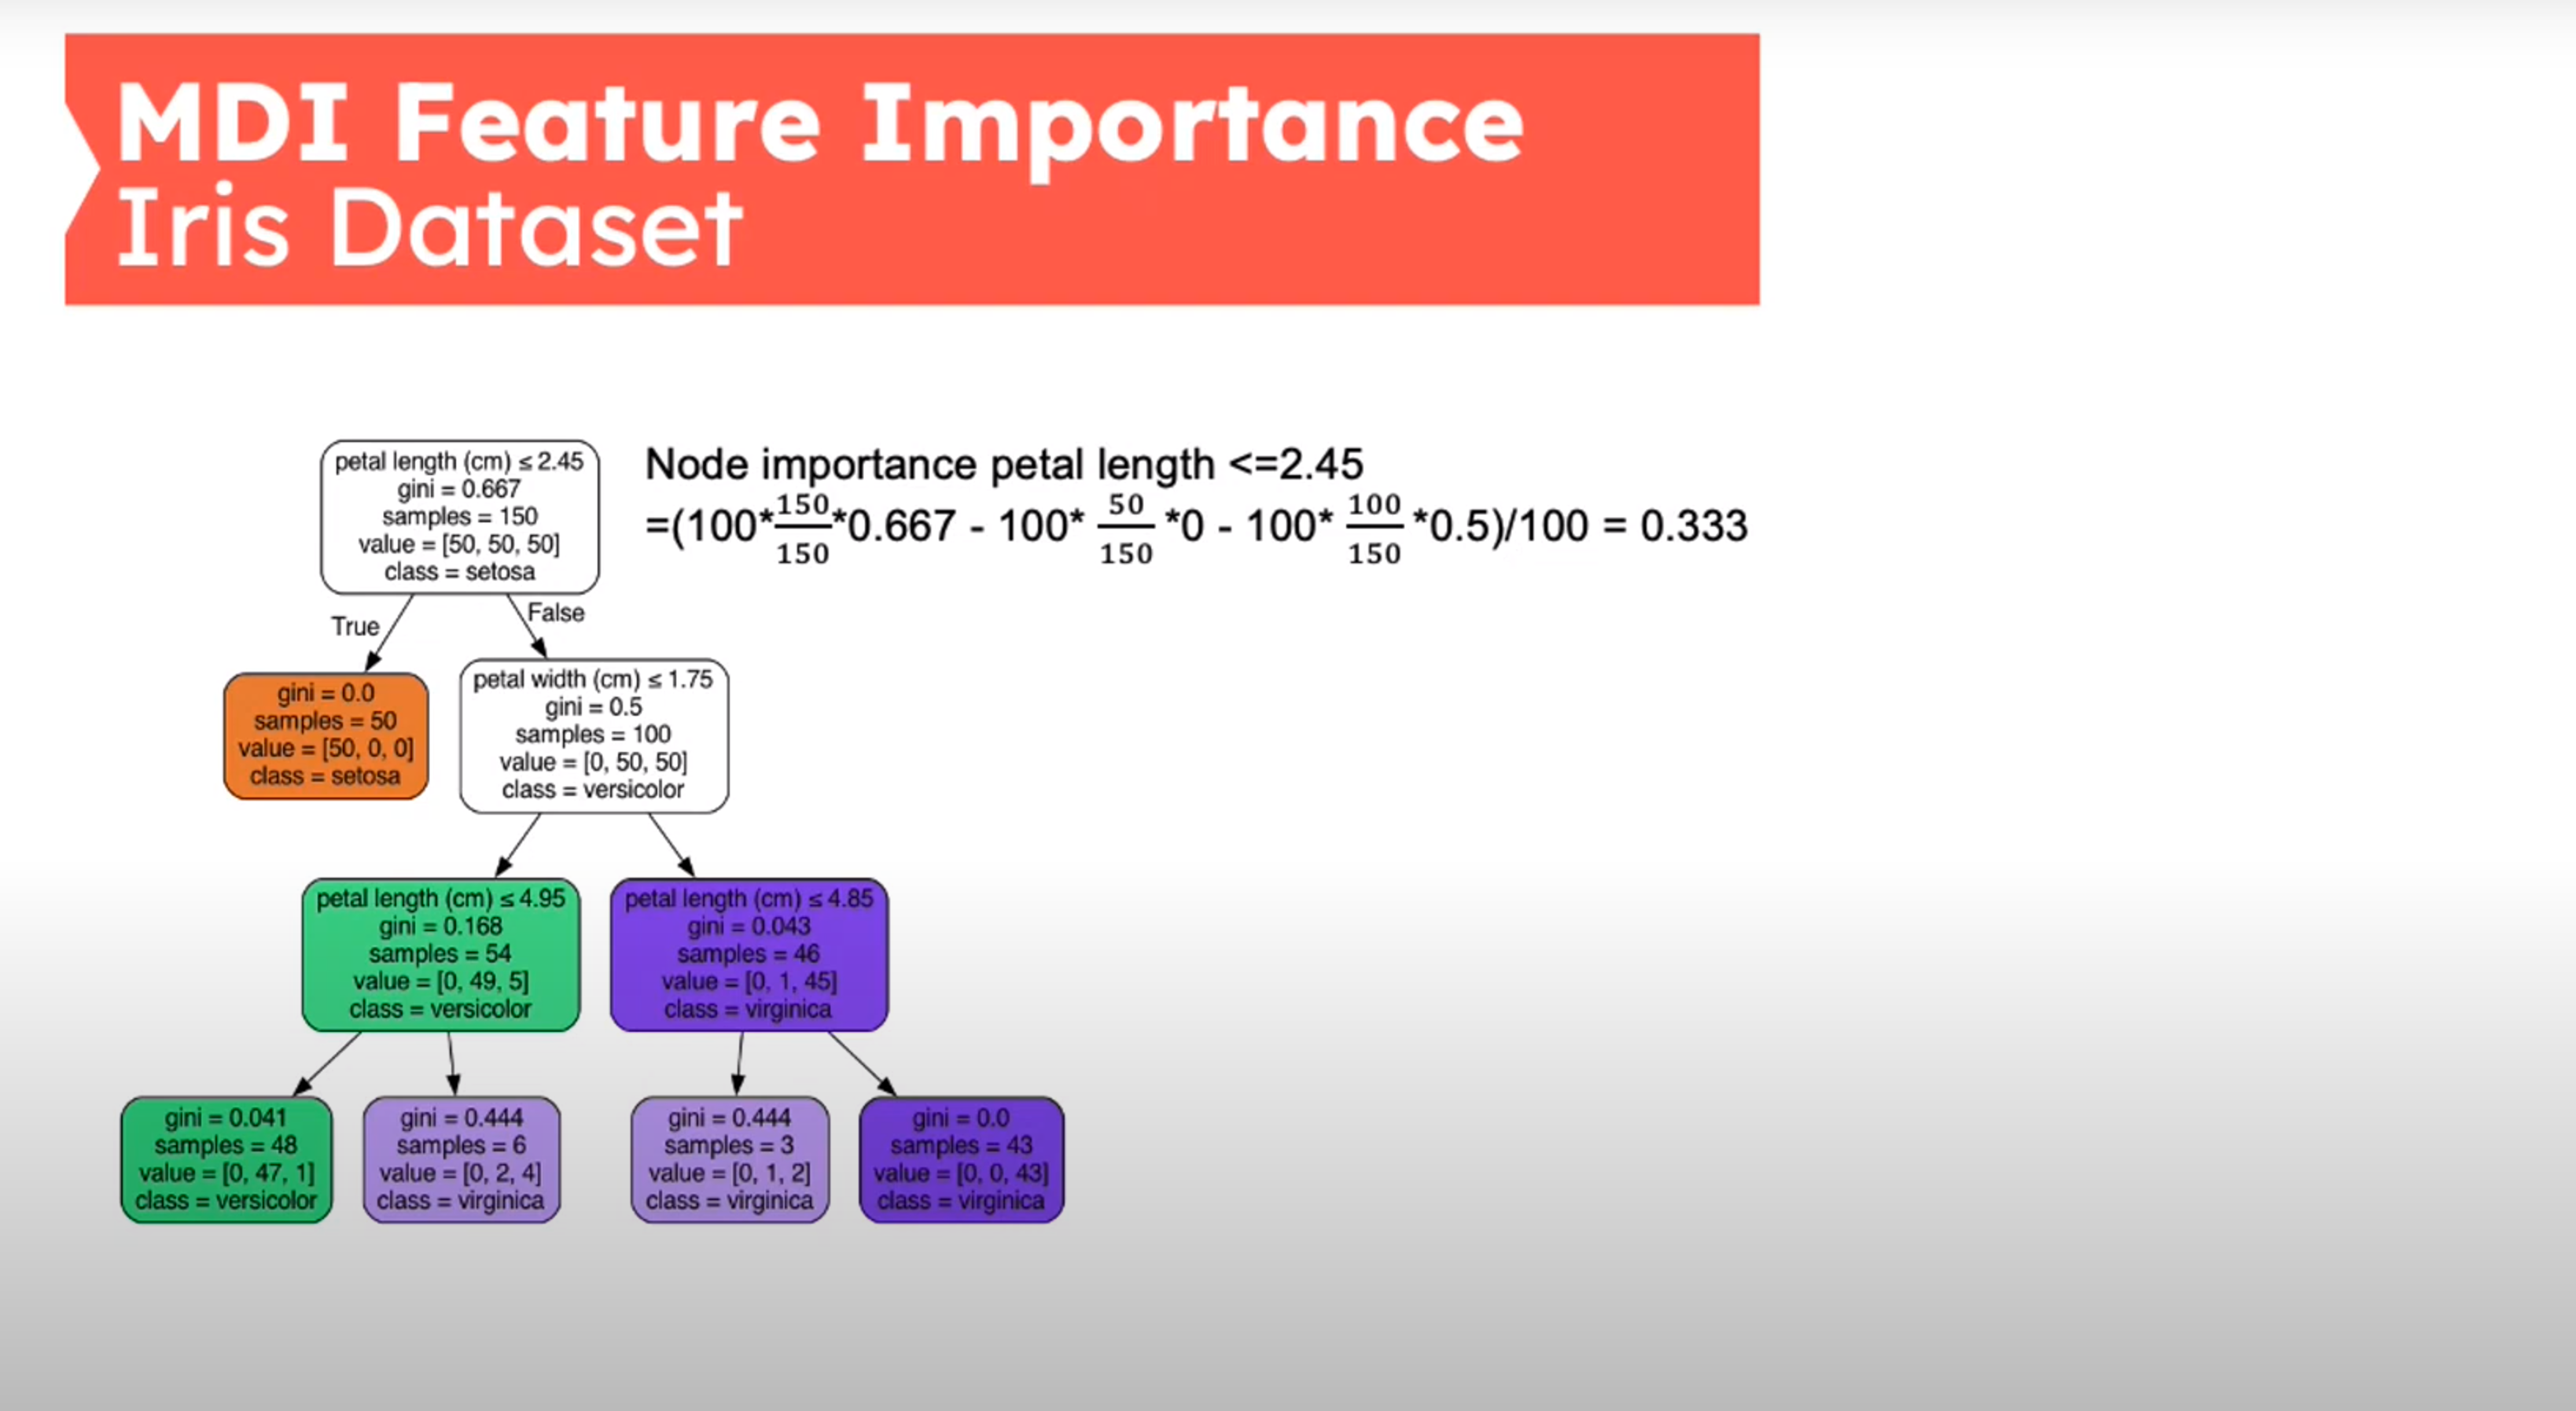 MDI Feature Importance
Iris Dataset
Node importance petal length <=2.45
=(100*150/150*0.667 - 100* 50/150 *0 - 100* 100/150 *0.5)/100 = 0.333
petal length (cm) ≤ 2.45
gini = 0.667
samples = 150
value = [50, 50, 50]
class = setosa
True
False
gini = 0.0
samples = 50
value = [50, 0, 0]
class = setosa
petal width (cm) ≤ 1.75
gini = 0.5
samples = 100
value = [0, 50, 50]
class = versicolor
petal length (cm) ≤ 4.95
gini = 0.168
samples = 54
value = [0, 49, 5]
class = versicolor
petal length (cm) ≤ 4.85
gini = 0.043
samples = 46
value = [0, 1, 45]
class = virginica
gini = 0.041
samples = 48
value = [0, 47, 1]
class = versicolor
gini = 0.444
samples = 6
value = [0, 2, 4]
class = virginica
gini = 0.444
samples = 3
value = [0, 1, 2]
class = virginica
gini = 0.0
samples = 43
value = [0, 0, 43]
class = virginica